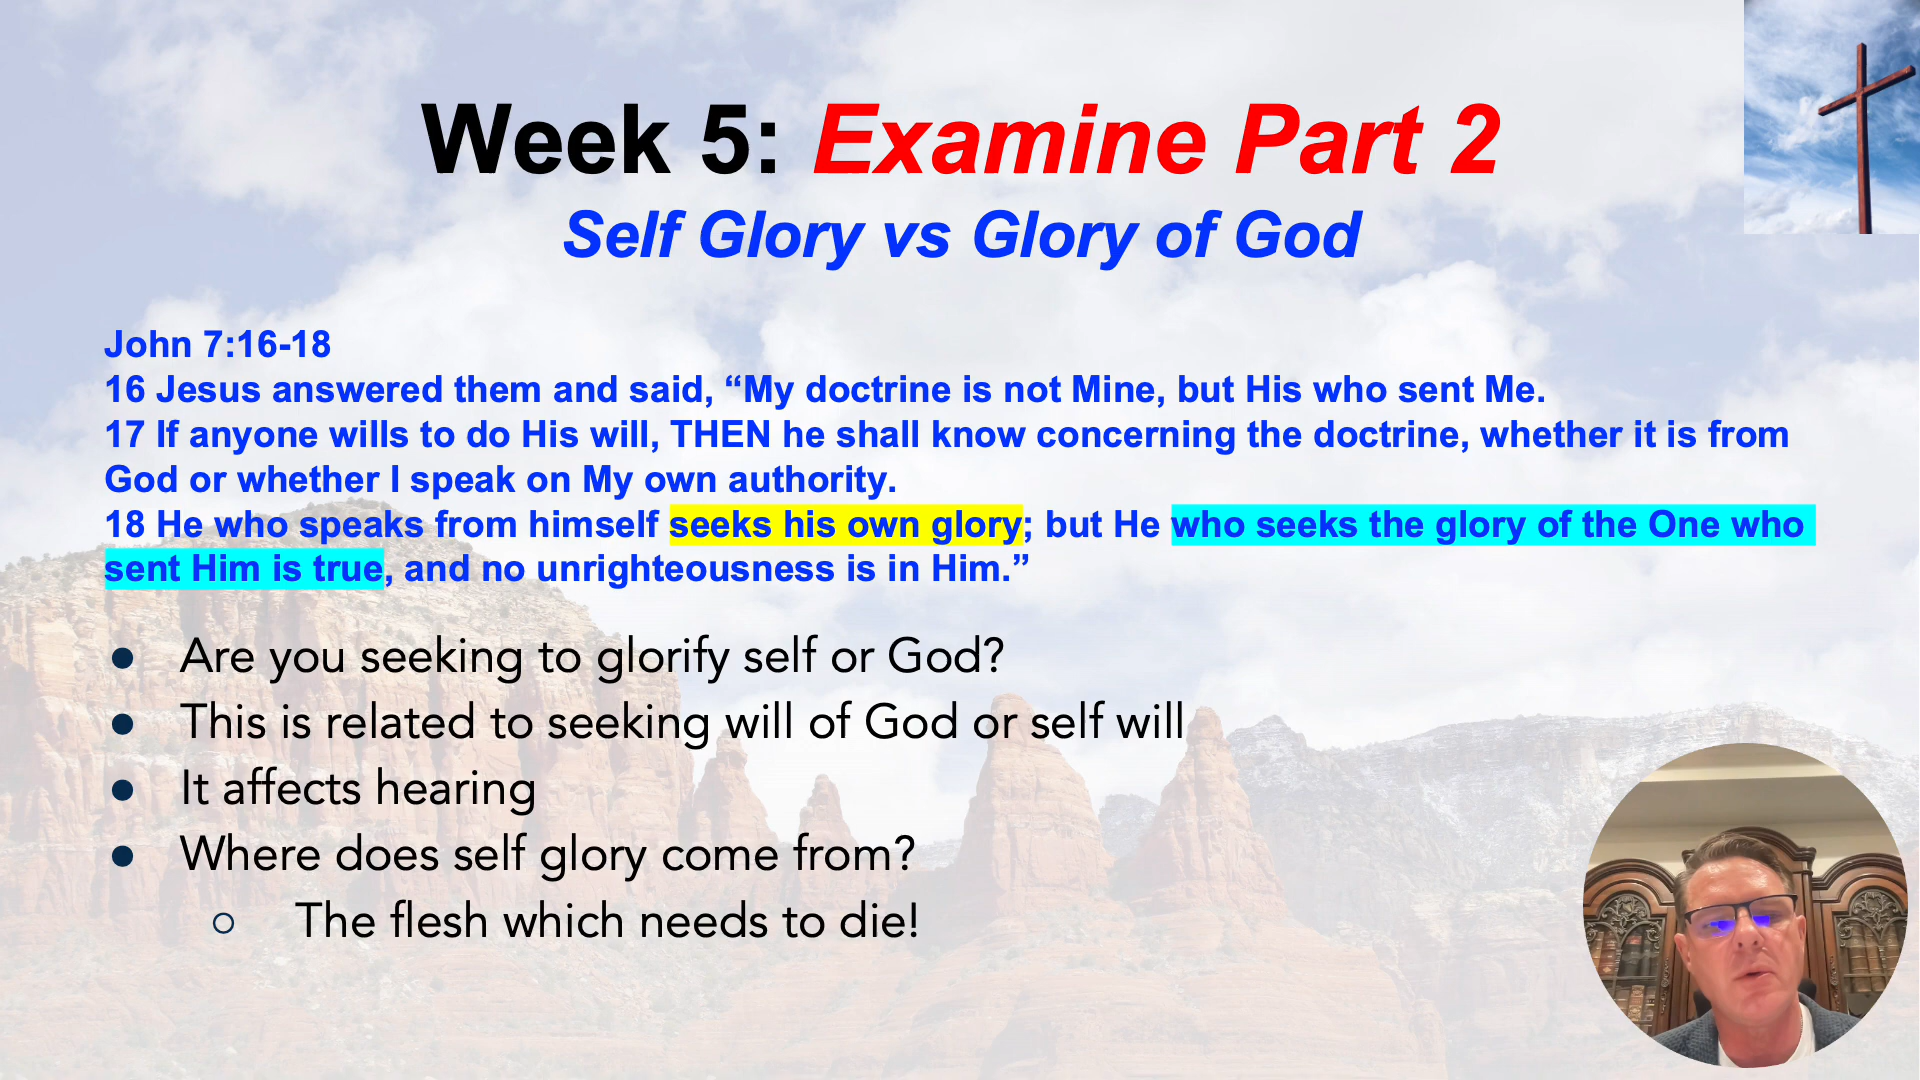 Week 5: Examine Part 2
Self Glory vs Glory of God
John 7:16-18
16 Jesus answered them and said, “My doctrine is not Mine, but His who sent Me.
17 If anyone wills to do His will, THEN he shall know concerning the doctrine, whether it is from
God or whether I speak on My own authority.
18 He who speaks from himself seeks his own glory; but He who seeks the glory of the One who
sent Him is true, and no unrighteousness is in Him.”
● Are you seeking to glorify self or God?
● This is related to seeking will of God or self will
● It affects hearing
● Where does self glory come from?
○ The flesh which needs to die!